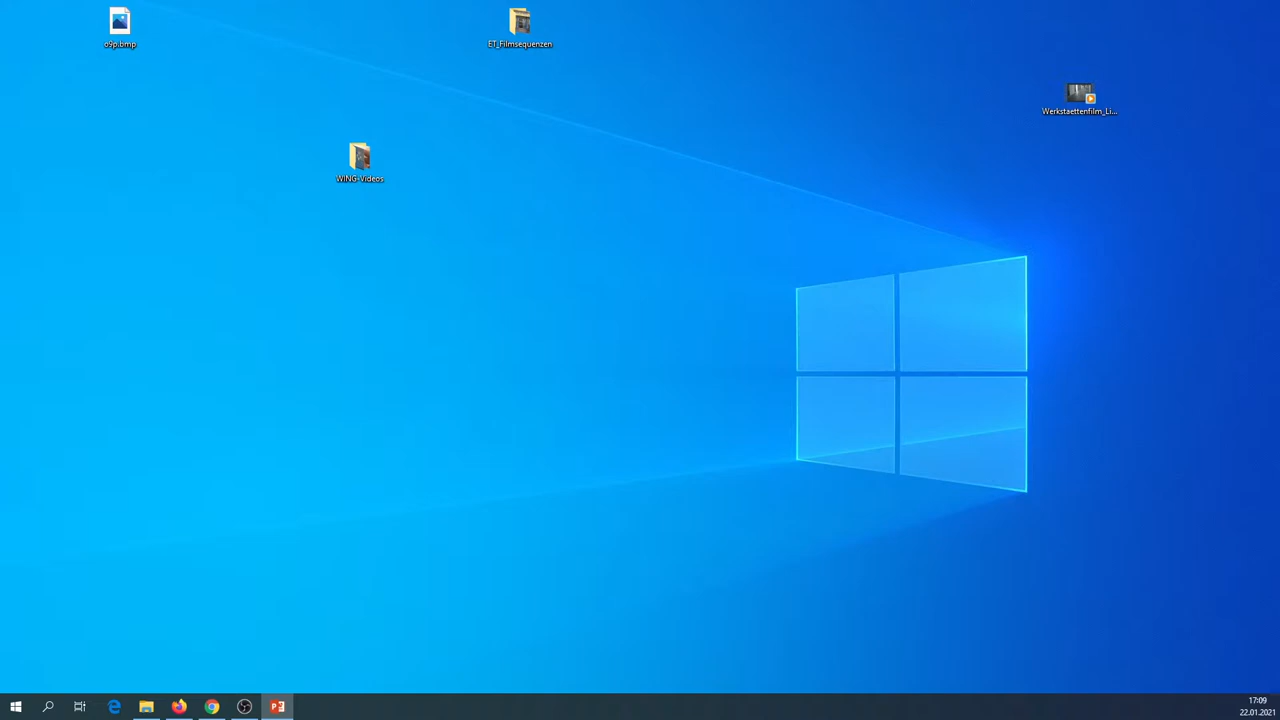 o9p.bmp
ET_Filmsequenzen
Werkstaettenfilm_Li...
WING-Videos
17:09
22.01.2021